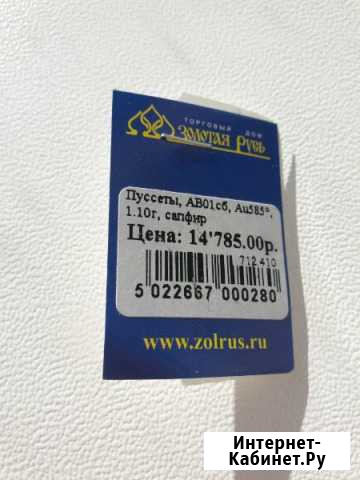 ТОРГОВЫЙ ДОМ
ЗОЛОТАЯ РУСЬ
Пуссеты, АВ01сб, Au585°,
1.10г, сапфир
Цена: 14'785.00р.
712 410
5 022667 000280
www.zolrus.ru
Интернет-
Кабинет.Ру